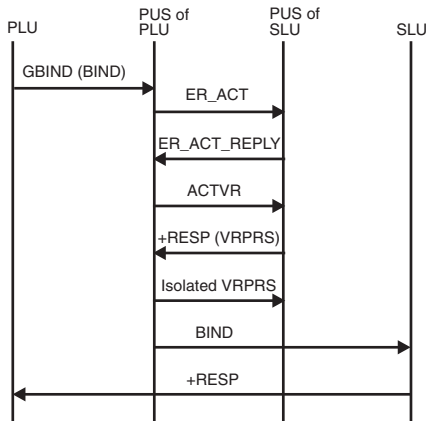 PLU
PUS of
PLU
PUS of
SLU
SLU
GBIND (BIND)
ER_ACT
ER_ACT_REPLY
ACTVR
+RESP (VRPRS)
Isolated VRPRS
BIND
+RESP